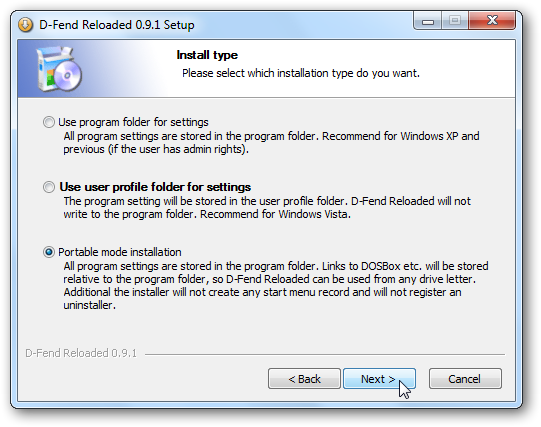 D-Fend Reloaded 0.9.1 Setup
Install type
Please select which installation type do you want.
Use program folder for settings
All program settings are stored in the program folder. Recommend for Windows XP and
previous (if the user has admin rights).
Use user profile folder for settings
The program setting will be stored in the user profile folder. D-Fend Reloaded will not
write to the program folder. Recommend for Windows Vista.
Portable mode installation
All program settings are stored in the program folder. Links to DOSBox etc. will be stored
relative to the program folder, so D-Fend Reloaded can be used from any drive letter.
Additional the installer will not create any start menu record and will not register an
uninstaller.
D-Fend Reloaded 0.9.1
< Back
Next >
Cancel